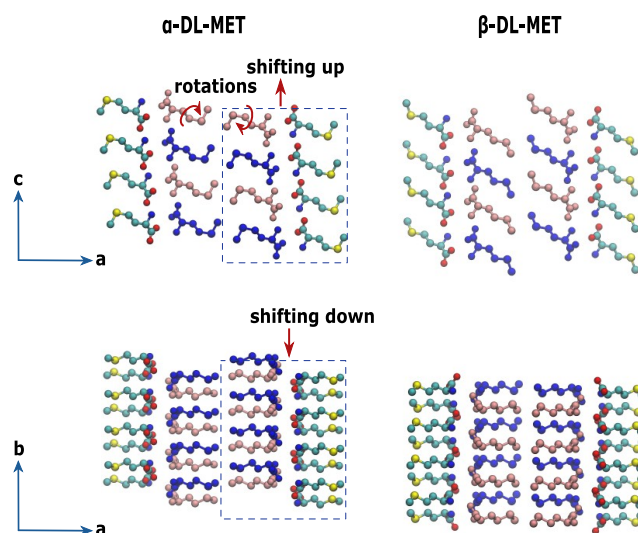 α-DL-MET
β-DL-MET
shifting up
rotations
c
a
shifting down
b
a